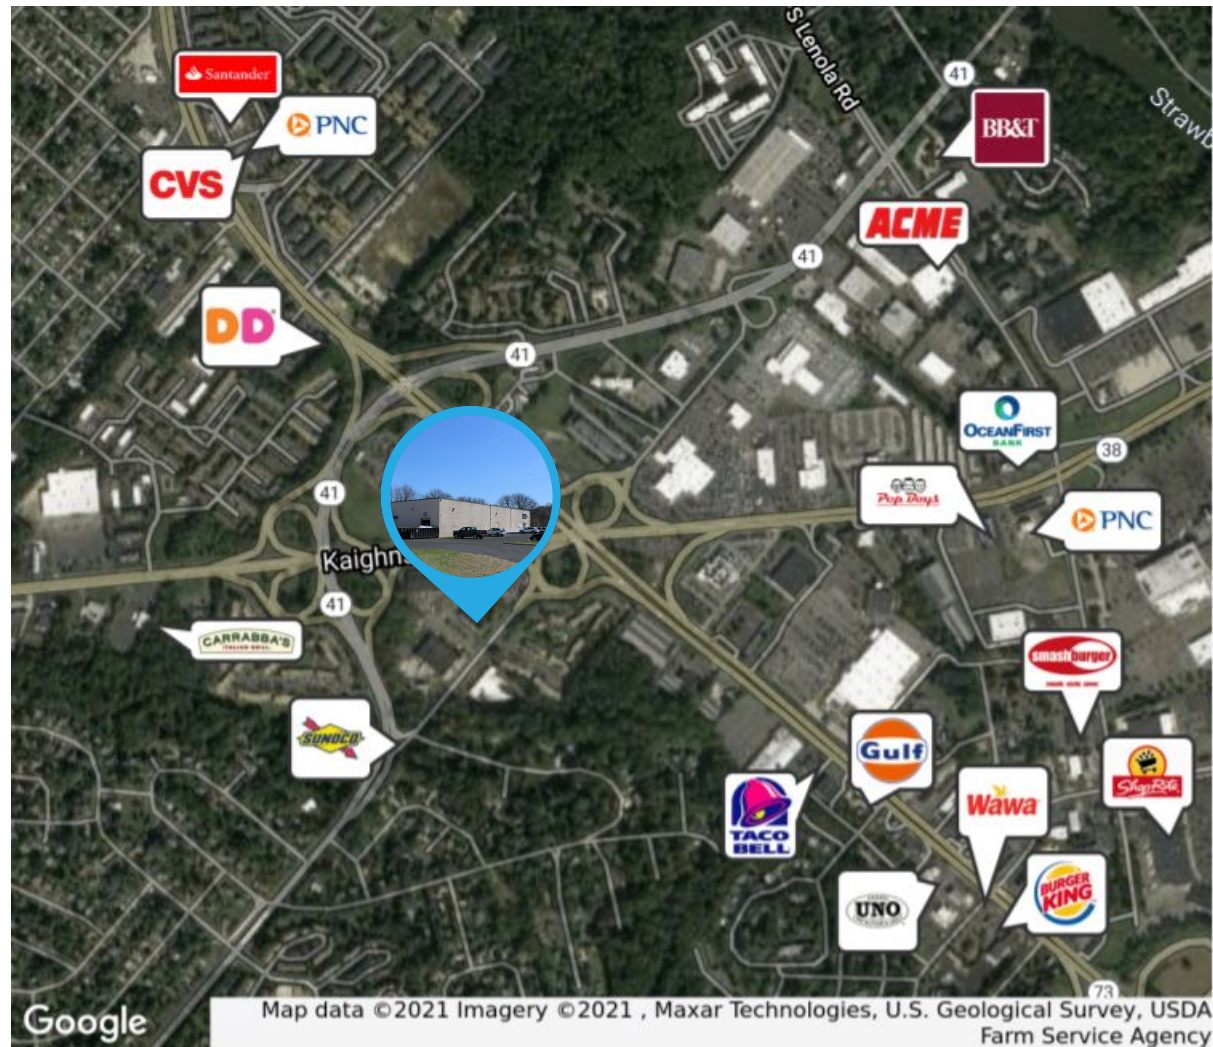 S Lenola Rd
41
Santander
BB&T
Strawb
PNC
CVS
ACME
41
DD
41
OCEANFIRST
BANK
38
41
Pep Boys
PNC
Kaighn
41
CARRABBA'S
ITALIAN GRILL
smashburger
SUNOCO
Gulf
ShopRite
Wawa
TACO
BELL
BURGER
KING
UNO
73
Google
Map data ©2021 Imagery ©2021 , Maxar Technologies, U.S. Geological Survey, USDA
Farm Service Agency